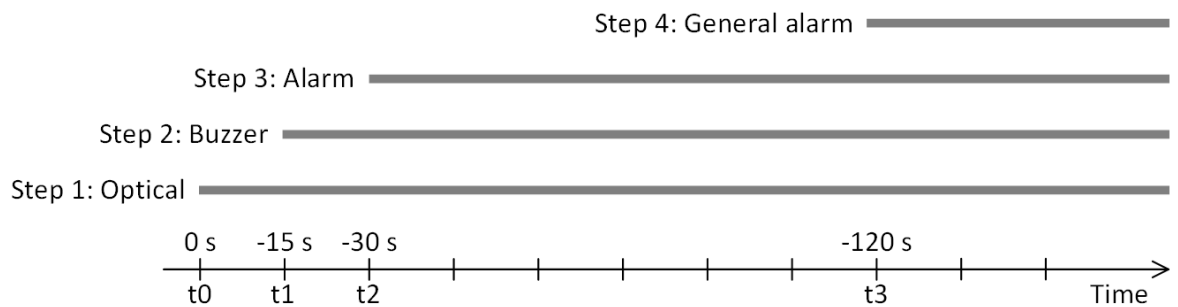 Step 4: General alarm
Step 3: Alarm
Step 2: Buzzer
Step 1: Optical
0 s -15 s -30 s -120 s
t0 t1 t2 t3 Time